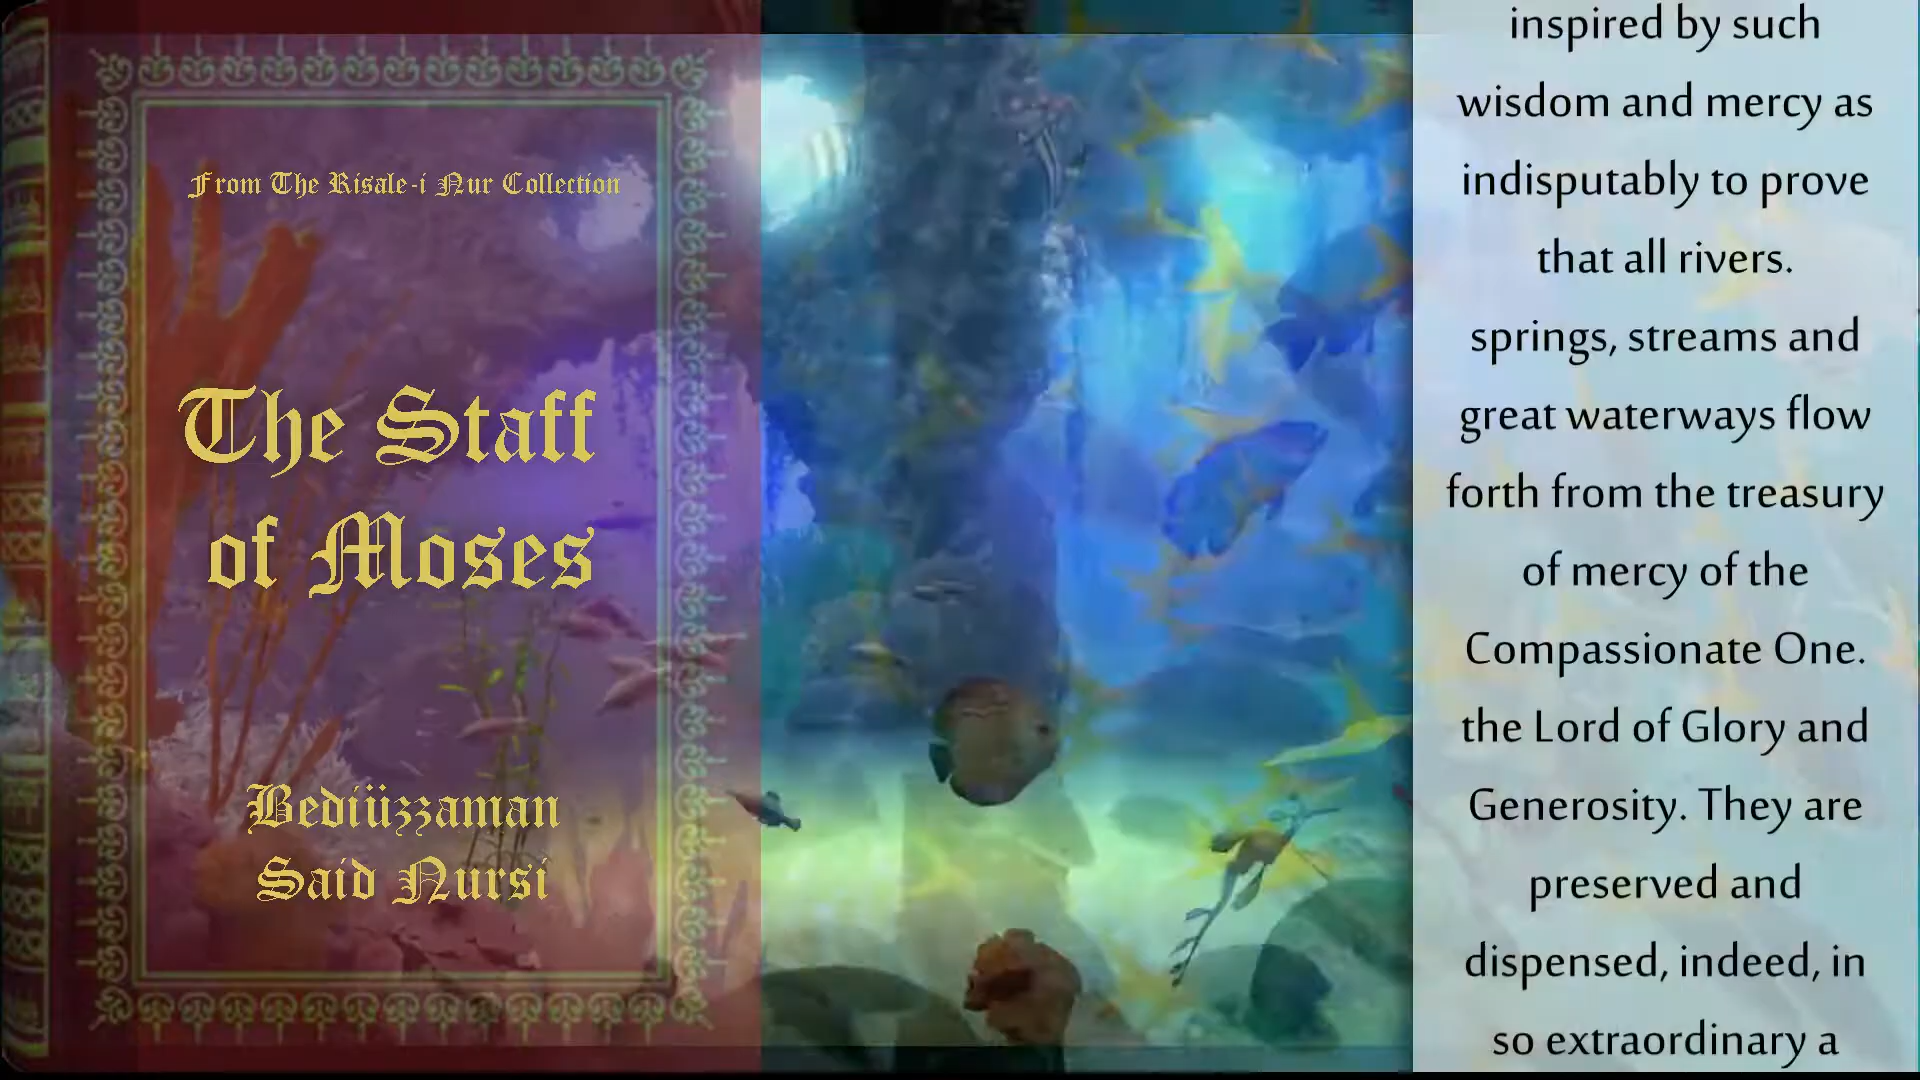 From The Risale-i Nur Collection
The Staff
of Moses
Bediüzzaman
Said Nursi
inspired by such
wisdom and mercy as
indisputably to prove
that all rivers.
springs, streams and
great waterways flow
forth from the treasury
of mercy of the
Compassionate One.
the Lord of Glory and
Generosity. They are
preserved and
dispensed, indeed, in
so extraordinary a